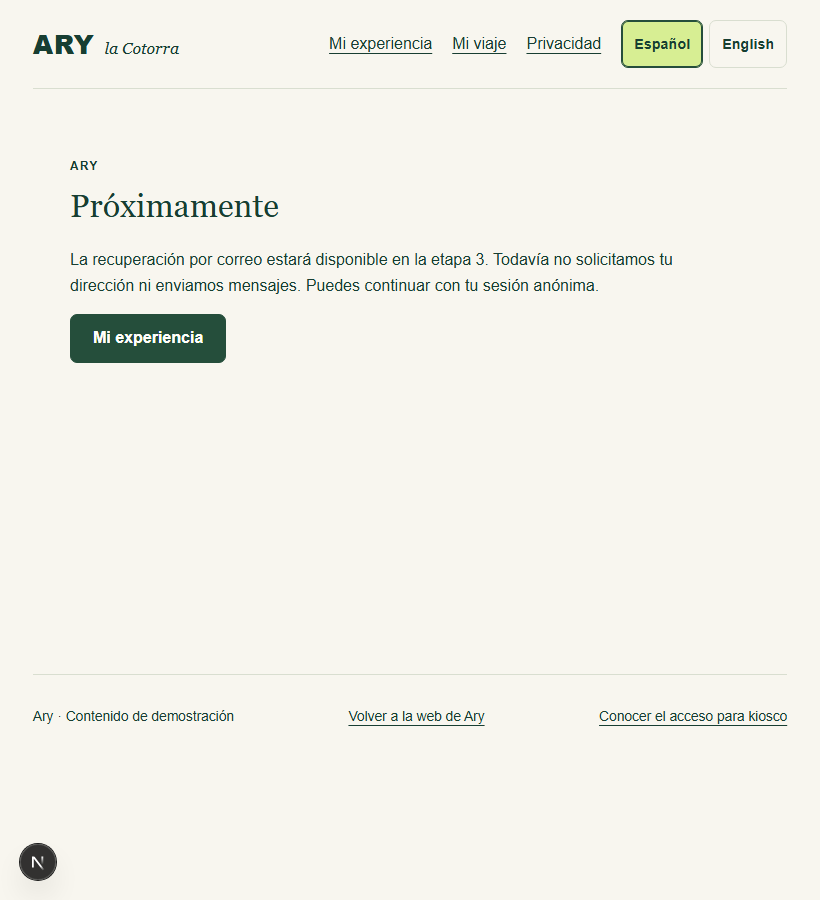 ARY la Cotorra
Mi experiencia Mi viaje Privacidad Español English
ARY
Próximamente
La recuperación por correo estará disponible en la etapa 3. Todavía no solicitamos tu
dirección ni enviamos mensajes. Puedes continuar con tu sesión anónima.
Mi experiencia
Ary · Contenido de demostración Volver a la web de Ary Conocer el acceso para kiosco
N